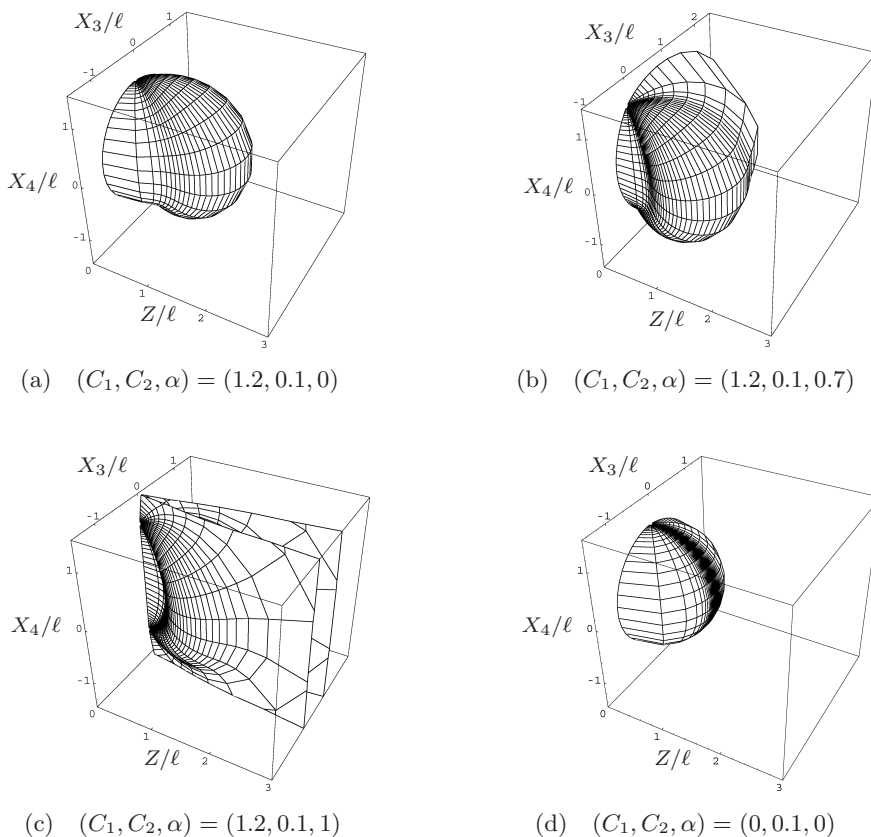 X₃/ℓ
1
0
-1
1
X₄/ℓ
0
-1
0
1
Z/ℓ
2
3
(a) (C₁, C₂, α) = (1.2, 0.1, 0)
2
X₃/ℓ
1
0
-1
1
X₄/ℓ
0
-1
0
1
Z/ℓ
2
3
(b) (C₁, C₂, α) = (1.2, 0.1, 0.7)
X₃/ℓ
1
0
-1
1
X₄/ℓ
0
-1
0
1
Z/ℓ
2
3
(c) (C₁, C₂, α) = (1.2, 0.1, 1)
X₃/ℓ
1
0
-1
1
X₄/ℓ
0
-1
0
1
Z/ℓ
2
3
(d) (C₁, C₂, α) = (0, 0.1, 0)